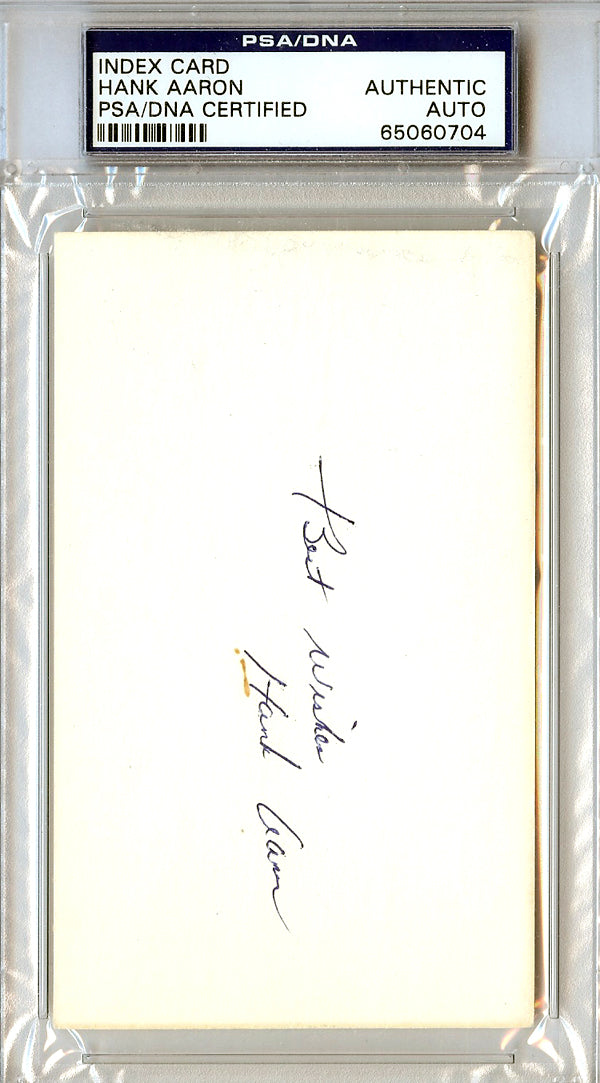 PSA/DNA
INDEX CARD
HANK AARON AUTHENTIC
PSA/DNA CERTIFIED AUTO
65060704
Best Wishes
Hank Aaron